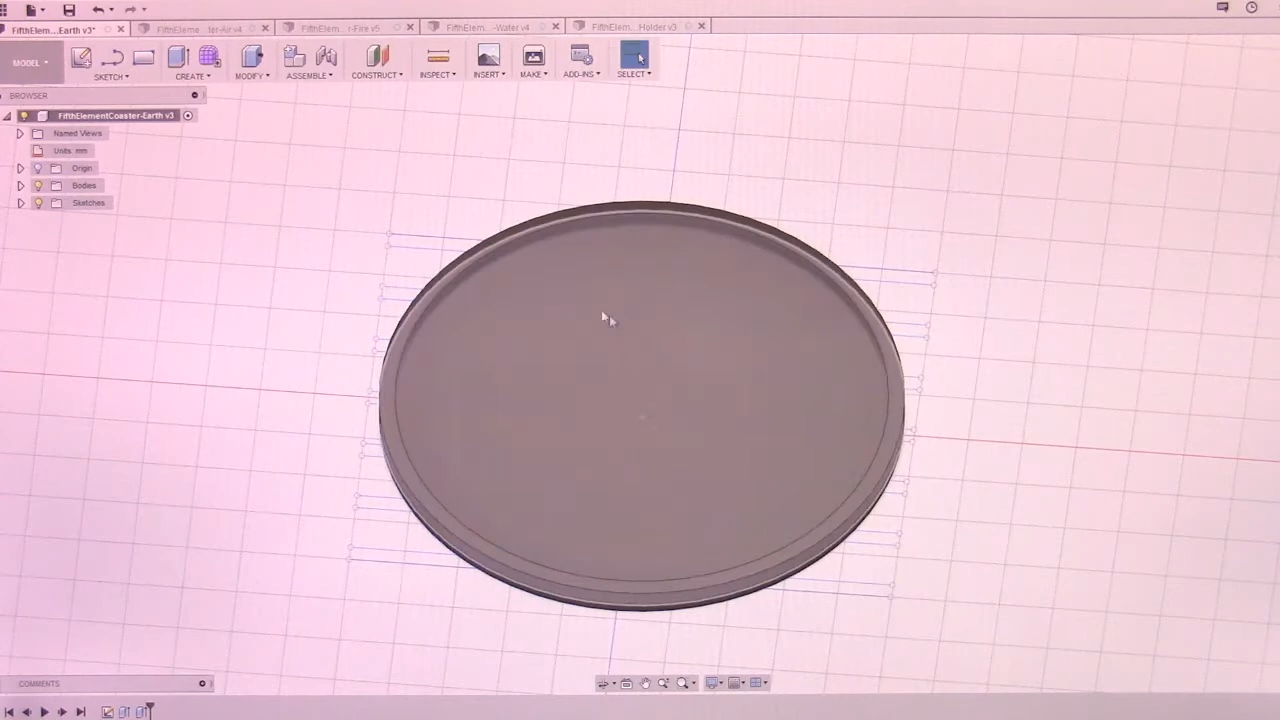 FifthElem...Earth v3*
FifthEleme ter-Air v4
FifthElem... r-Fire v5
FifthElem...-Water v4
FifthElem... Holder v3
MODEL
SKETCH
CREATE
MODIFY
ASSEMBLE
CONSTRUCT
INSPECT
INSERT
MAKE
ADD-INS
SELECT
BROWSER
FifthElementCoaster-Earth v3
Named Views
Units: mm
Origin
Bodies
Sketches
COMMENTS